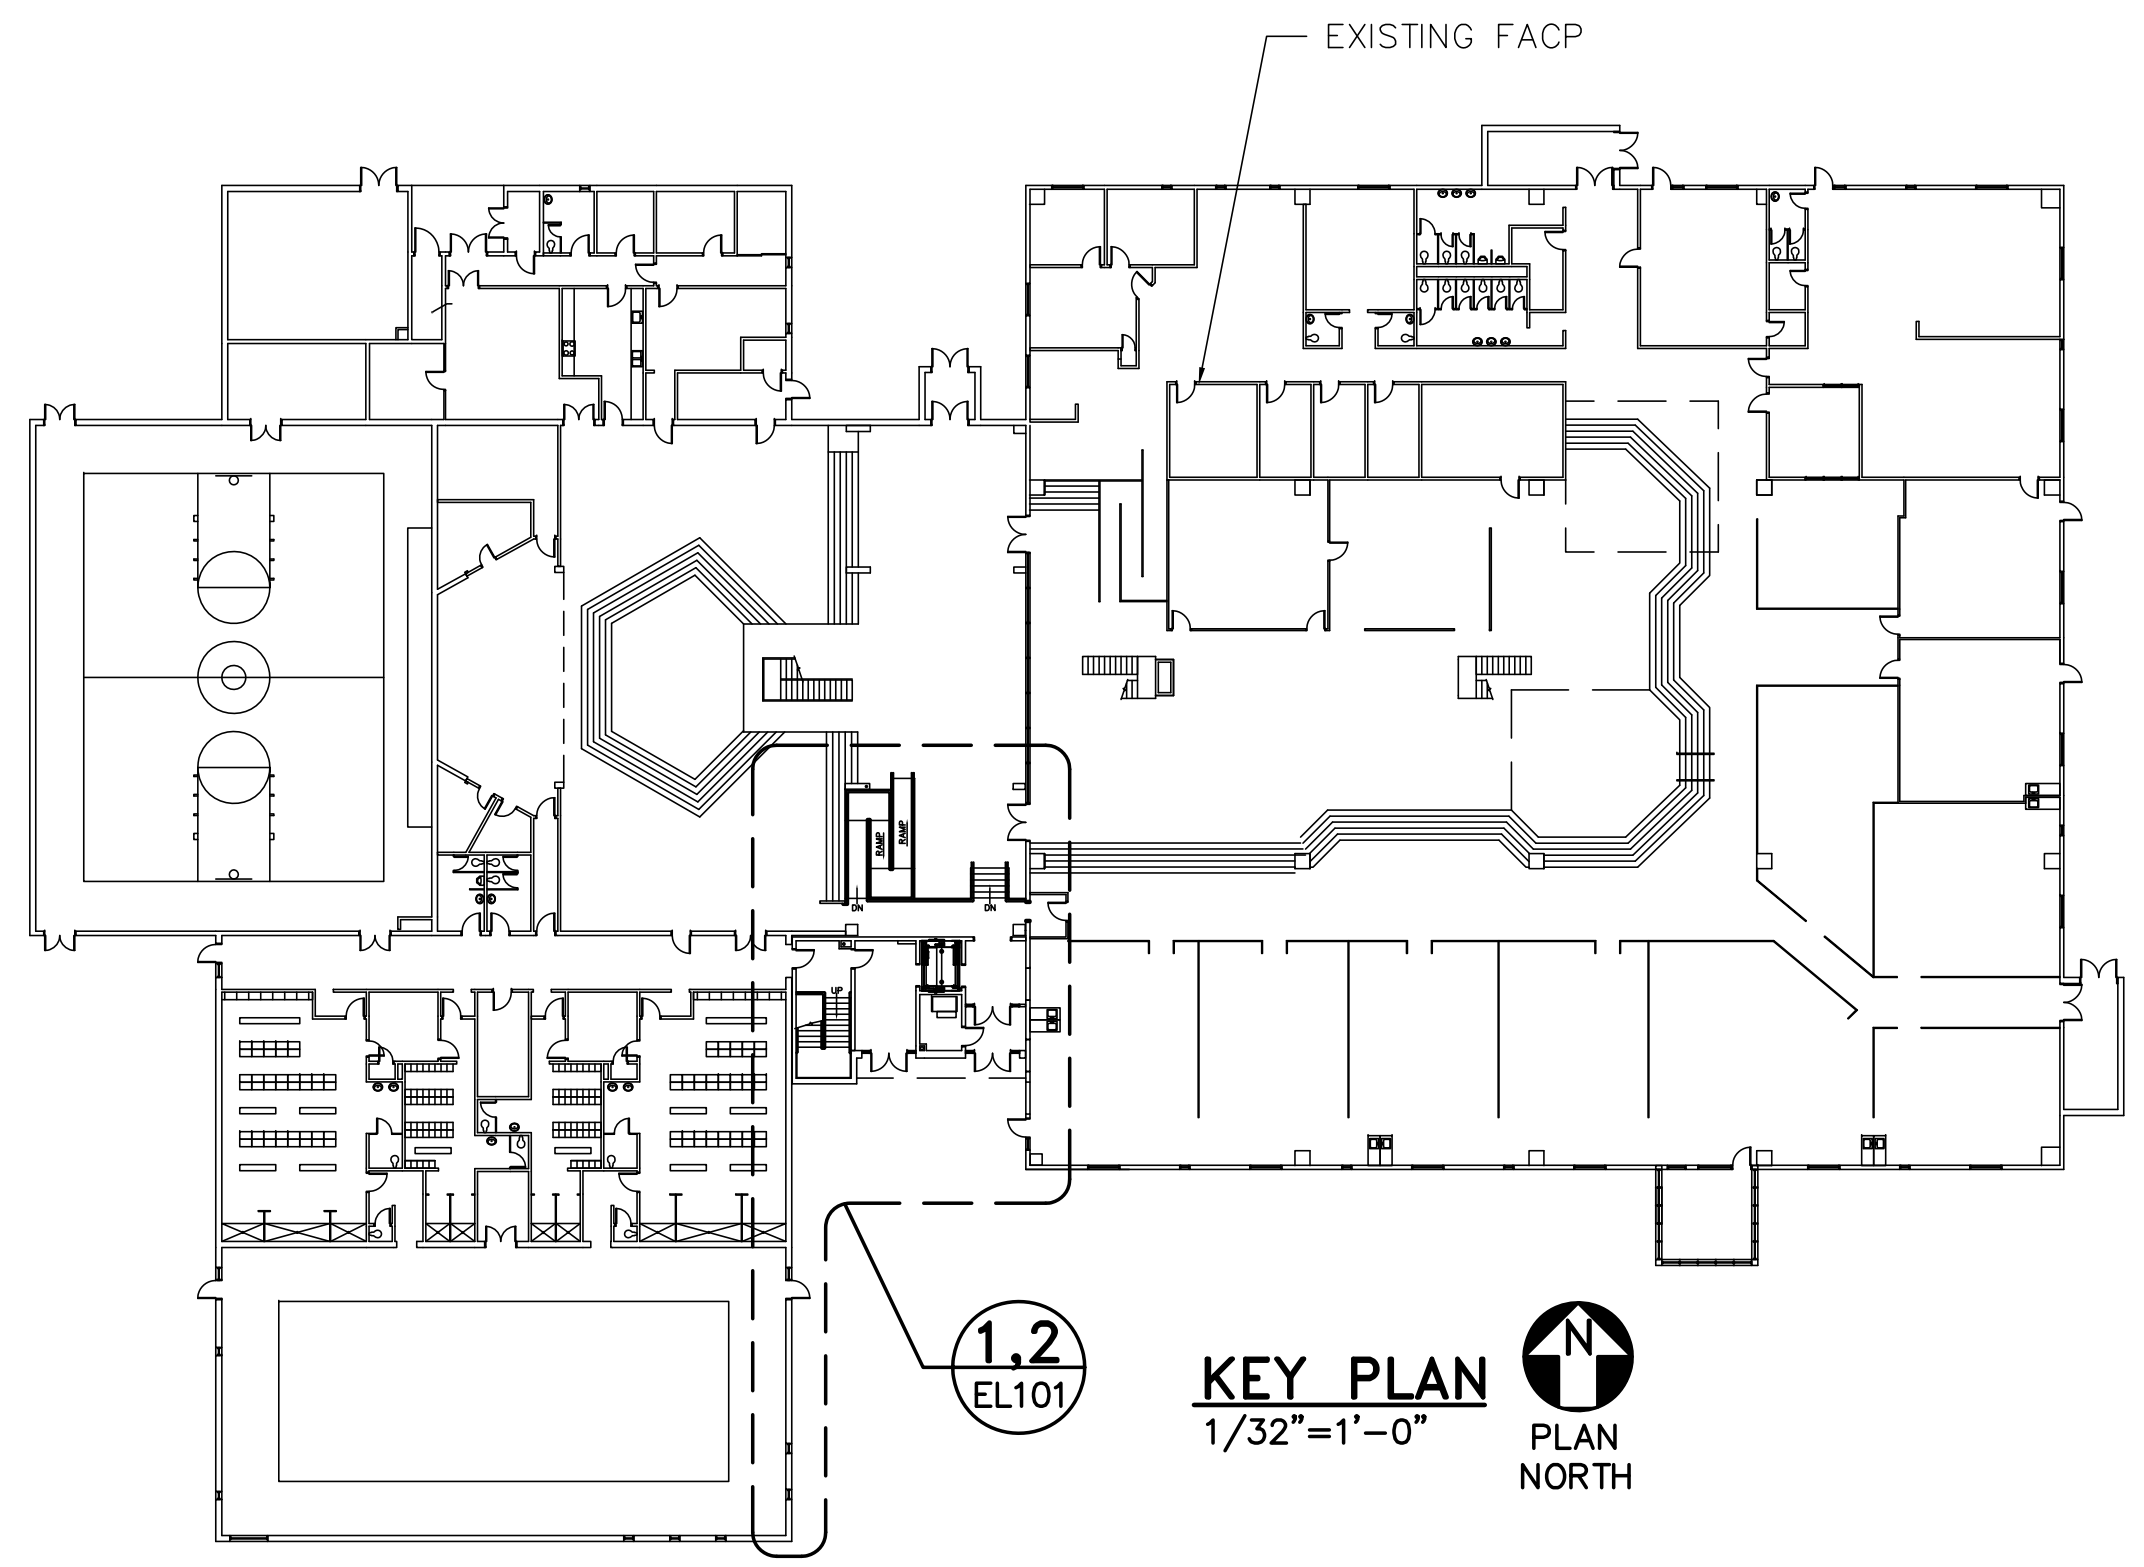 EXISTING FACP
RAMP
RAMP
DN
DN
UP
1,2
EL101
KEY PLAN
1/32"=1'-0"
N
PLAN
NORTH